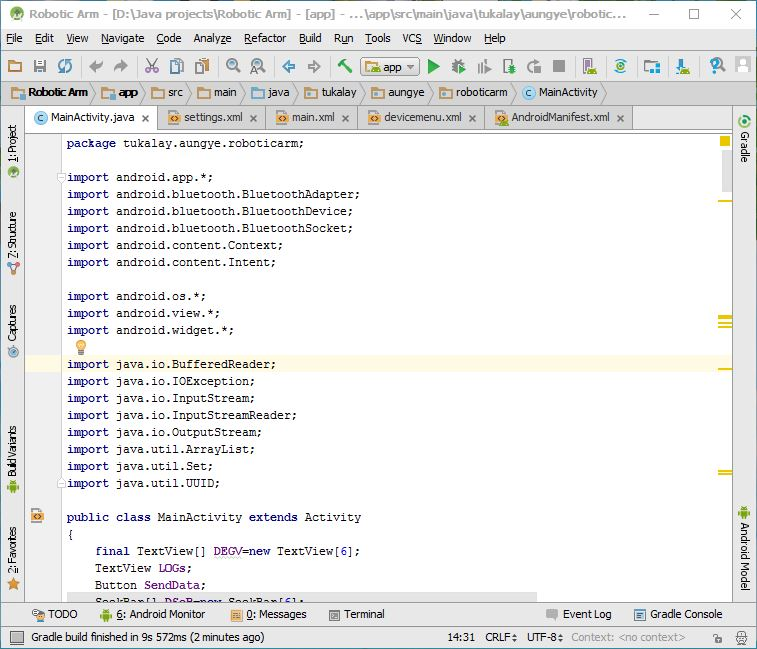 Robotic Arm - [D:\Java projects\Robotic Arm] - [app] - ...\app\src\main\java\tukalay\aungye\robotic...
File Edit View Navigate Code Analyze Refactor Build Run Tools VCS Window Help
app
Robotic Arm app src main java tukalay aungye roboticarm MainActivity
MainActivity.java settings.xml main.xml devicemenu.xml AndroidManifest.xml
1: Project
7: Structure
Captures
Build Variants
2: Favorites
package tukalay.aungye.roboticarm;
import android.app.*;
import android.bluetooth.BluetoothAdapter;
import android.bluetooth.BluetoothDevice;
import android.bluetooth.BluetoothSocket;
import android.content.Context;
import android.content.Intent;
import android.os.*;
import android.view.*;
import android.widget.*;
import java.io.BufferedReader;
import java.io.IOException;
import java.io.InputStream;
import java.io.InputStreamReader;
import java.io.OutputStream;
import java.util.ArrayList;
import java.util.Set;
import java.util.UUID;
public class MainActivity extends Activity
{
final TextView[] DEGV=new TextView[6];
TextView LOGs;
Button SendData;
Gradle
Android Model
TODO 6: Android Monitor 0: Messages Terminal Event Log Gradle Console
Gradle build finished in 9s 572ms (2 minutes ago) 14:31 CRLF UTF-8 Context: <no context>